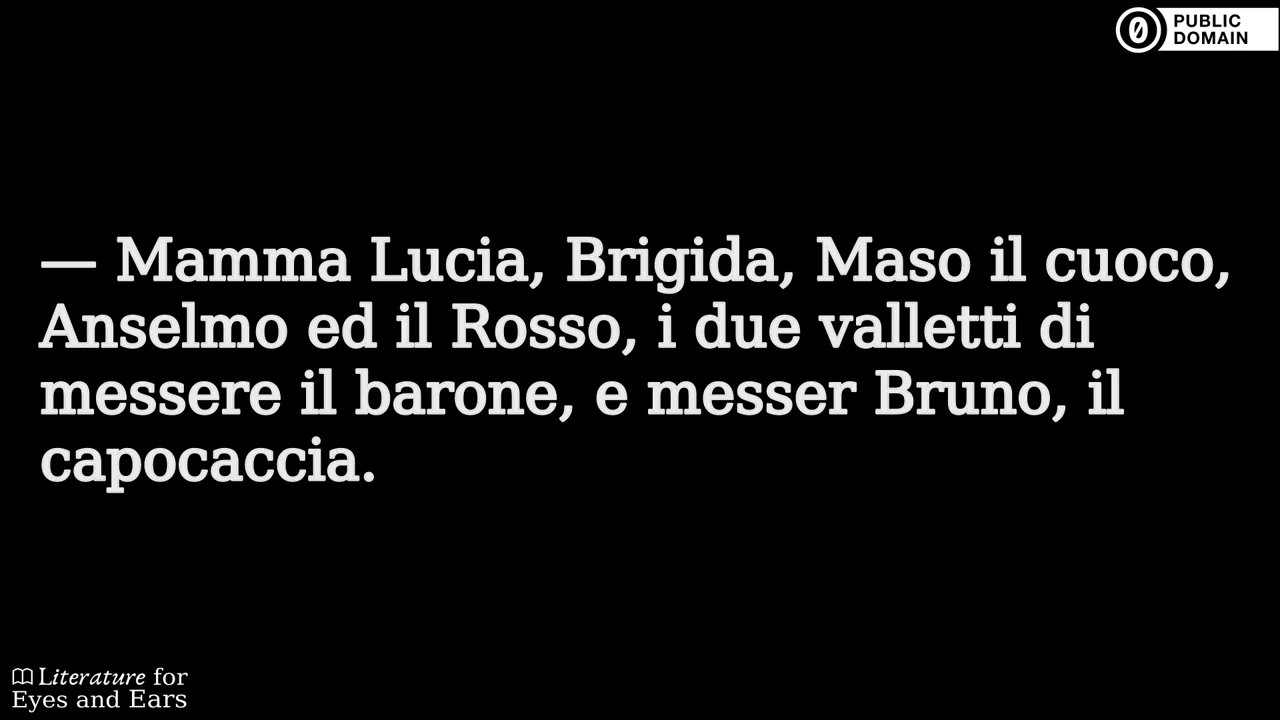 PUBLIC
DOMAIN
— Mamma Lucia, Brigida, Maso il cuoco,
Anselmo ed il Rosso, i due valletti di
messere il barone, e messer Bruno, il
capocaccia.
Literature for
Eyes and Ears